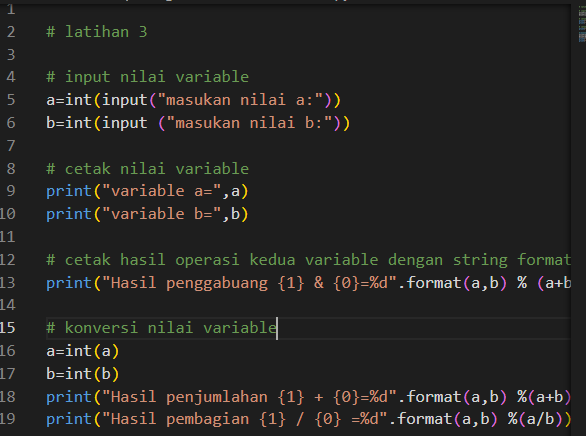 1
2 # latihan 3
3
4 # input nilai variable
5 a=int(input("masukan nilai a:"))
6 b=int(input ("masukan nilai b:"))
7
8 # cetak nilai variable
9 print("variable a=",a)
10 print("variable b=",b)
11
12 # cetak hasil operasi kedua variable dengan string format
13 print("Hasil penggabuang {1} & {0}=%d".format(a,b) % (a+b
14
15 # konversi nilai variable
16 a=int(a)
17 b=int(b)
18 print("Hasil penjumlahan {1} + {0}=%d".format(a,b) %(a+b)
19 print("Hasil pembagian {1} / {0} =%d".format(a,b) %(a/b))